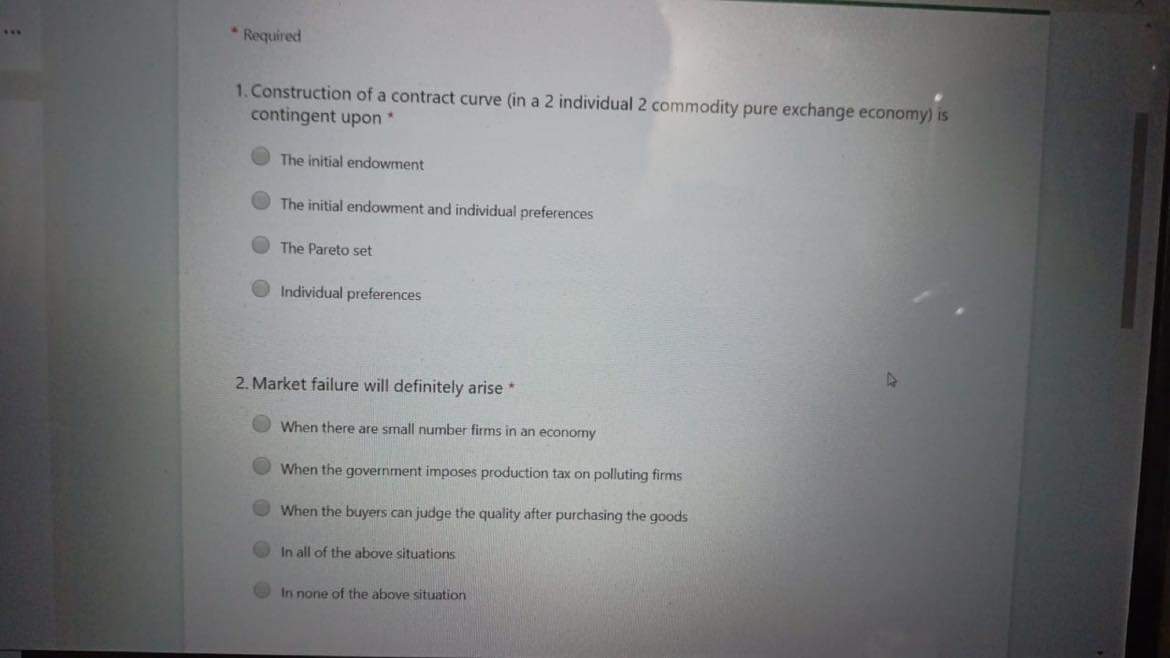 * Required
1. Construction of a contract curve (in a 2 individual 2 commodity pure exchange economy) is
contingent upon *
The initial endowment
The initial endowment and individual preferences
The Pareto set
Individual preferences
2. Market failure will definitely arise *
When there are small number firms in an economy
When the government imposes production tax on polluting firms
When the buyers can judge the quality after purchasing the goods
In all of the above situations
In none of the above situation